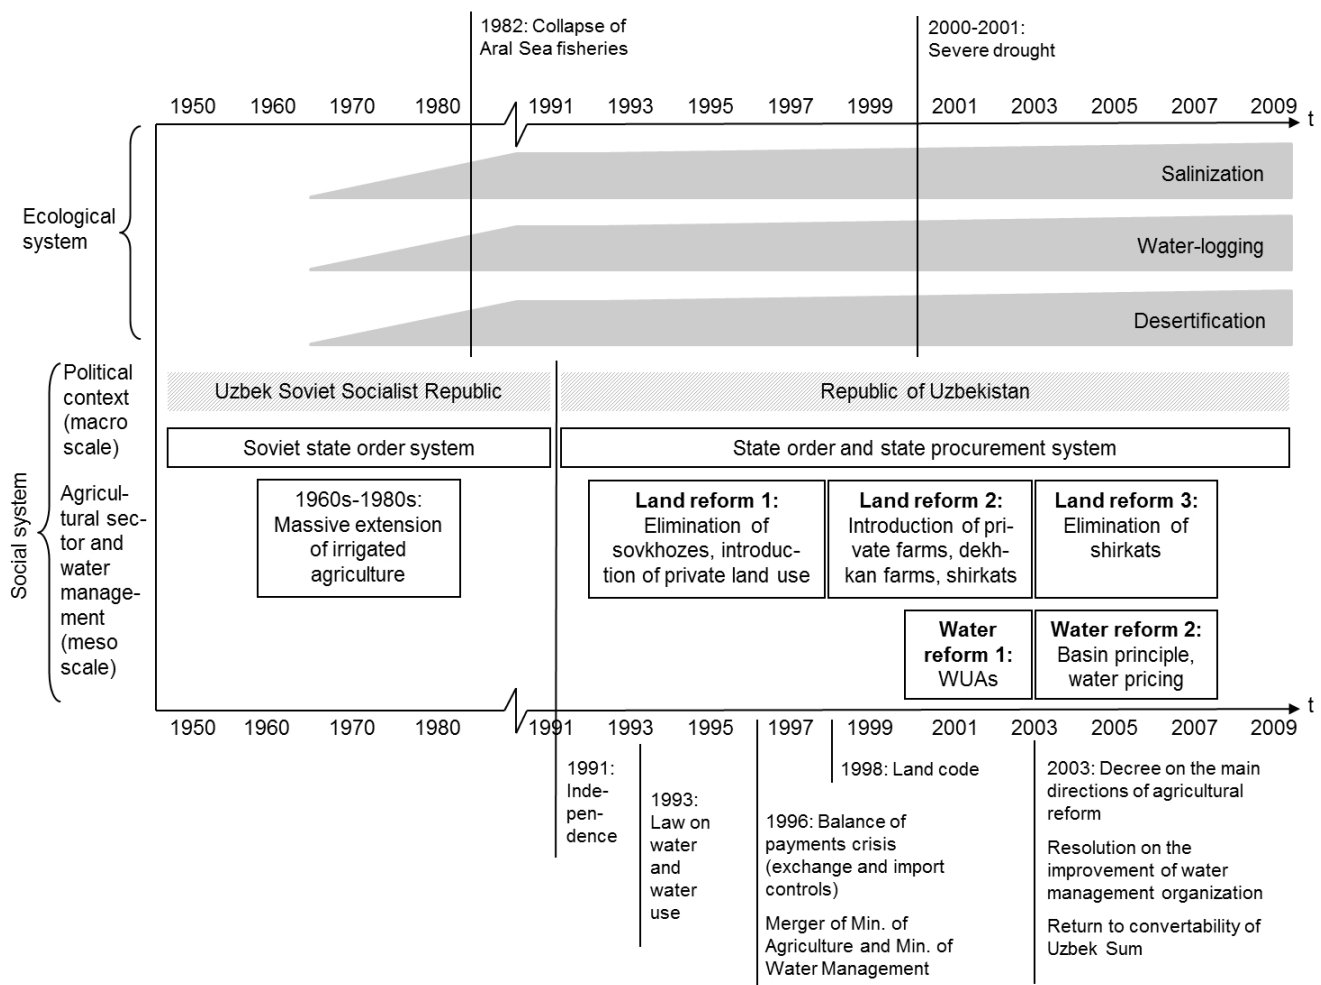 1982: Collapse of
Aral Sea fisheries
2000-2001:
Severe drought
1950 1960 1970 1980 1991 1993 1995 1997 1999 2001 2003 2005 2007 2009
t
Ecological
system
Salinization
Water-logging
Desertification
Social system
Political
context
(macro
scale)
Uzbek Soviet Socialist Republic
Republic of Uzbekistan
Soviet state order system
State order and state procurement system
Agricul-
tural sec-
tor and
water
manage-
ment
(meso
scale)
1960s-1980s:
Massive extension
of irrigated
agriculture
Land reform 1:
Elimination of
sovkhozes, introduc-
tion of private land use
Land reform 2:
Introduction of pri-
vate farms, dekh-
kan farms, shirkats
Land reform 3:
Elimination of
shirkats
Water
reform 1:
WUAs
Water reform 2:
Basin principle,
water pricing
t
1950 1960 1970 1980 1991 1993 1995 1997 1999 2001 2003 2005 2007 2009
1991:
Inde-
pen-
dence
1993:
Law on
water
and
water
use
1996: Balance of
payments crisis
(exchange and import
controls)
Merger of Min. of
Agriculture and Min. of
Water Management
1998: Land code
2003: Decree on the main
directions of agricultural
reform
Resolution on the
improvement of water
management organization
Return to convertability of
Uzbek Sum